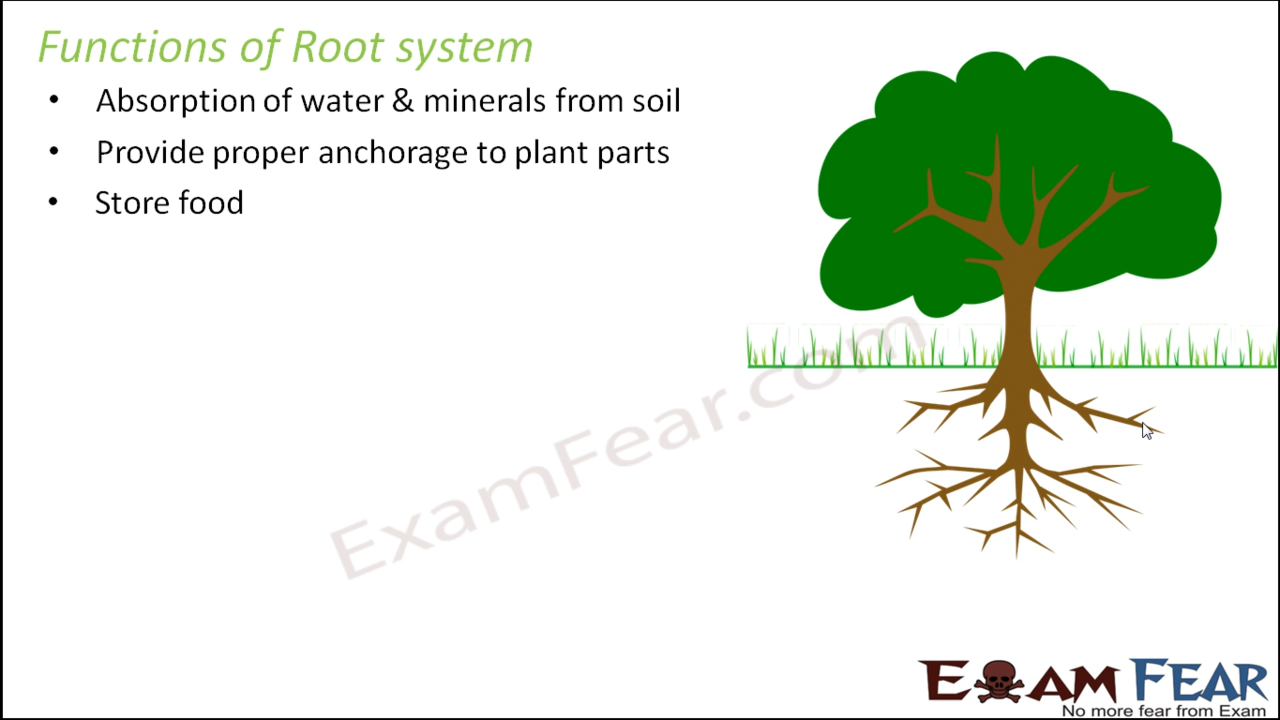 Functions of Root system
• Absorption of water & minerals from soil
• Provide proper anchorage to plant parts
• Store food
ExamFear.com
EXAM FEAR
No more fear from Exam